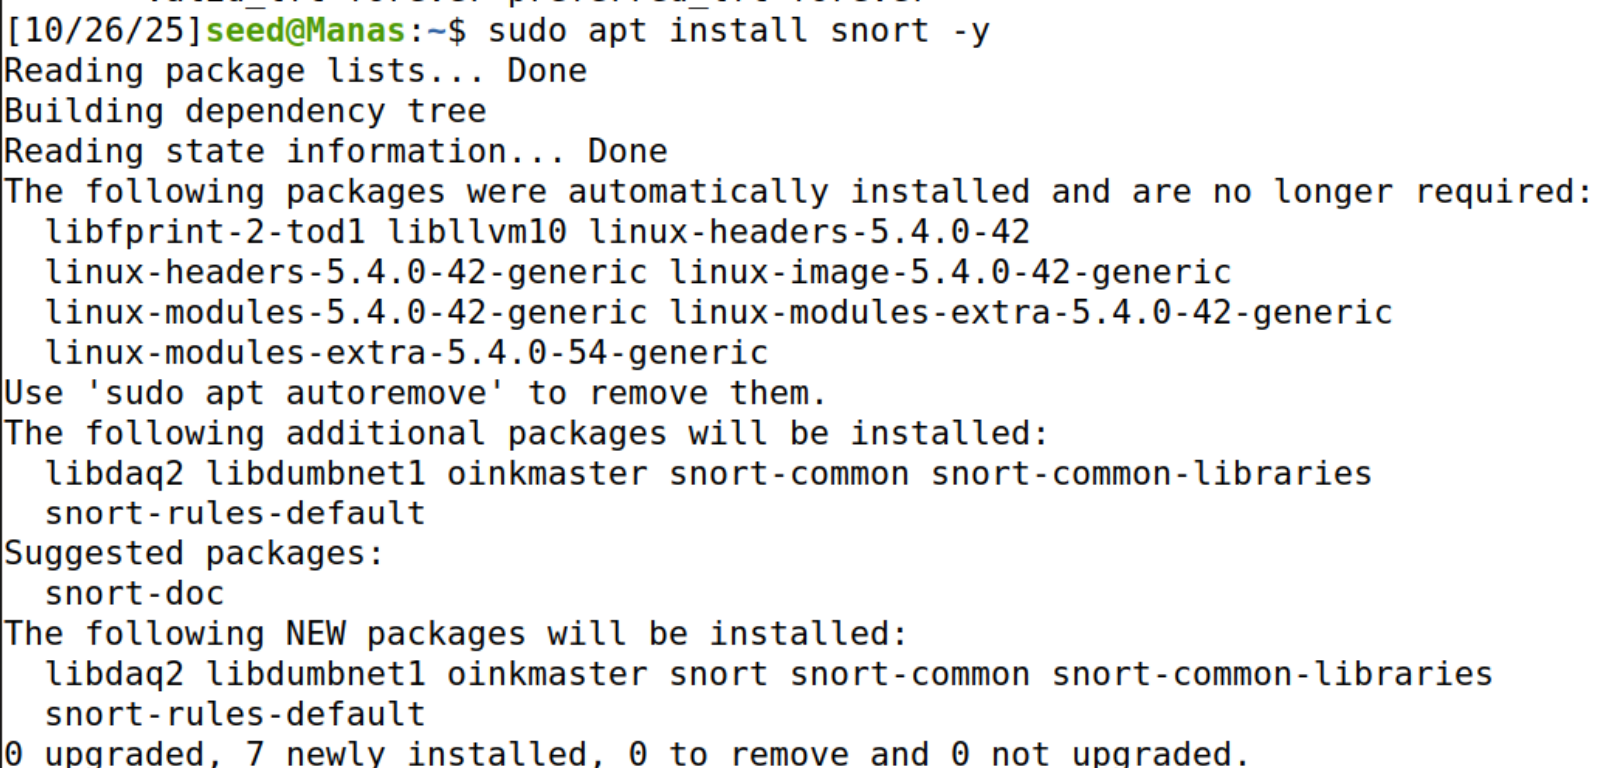 valid_lft forever preferred_lft forever
[10/26/25]seed@Manas:~$ sudo apt install snort -y
Reading package lists... Done
Building dependency tree
Reading state information... Done
The following packages were automatically installed and are no longer required:
  libfprint-2-tod1 libllvm10 linux-headers-5.4.0-42
  linux-headers-5.4.0-42-generic linux-image-5.4.0-42-generic
  linux-modules-5.4.0-42-generic linux-modules-extra-5.4.0-42-generic
  linux-modules-extra-5.4.0-54-generic
Use 'sudo apt autoremove' to remove them.
The following additional packages will be installed:
  libdaq2 libdumbnet1 oinkmaster snort-common snort-common-libraries
  snort-rules-default
Suggested packages:
  snort-doc
The following NEW packages will be installed:
  libdaq2 libdumbnet1 oinkmaster snort snort-common snort-common-libraries
  snort-rules-default
0 upgraded, 7 newly installed, 0 to remove and 0 not upgraded.